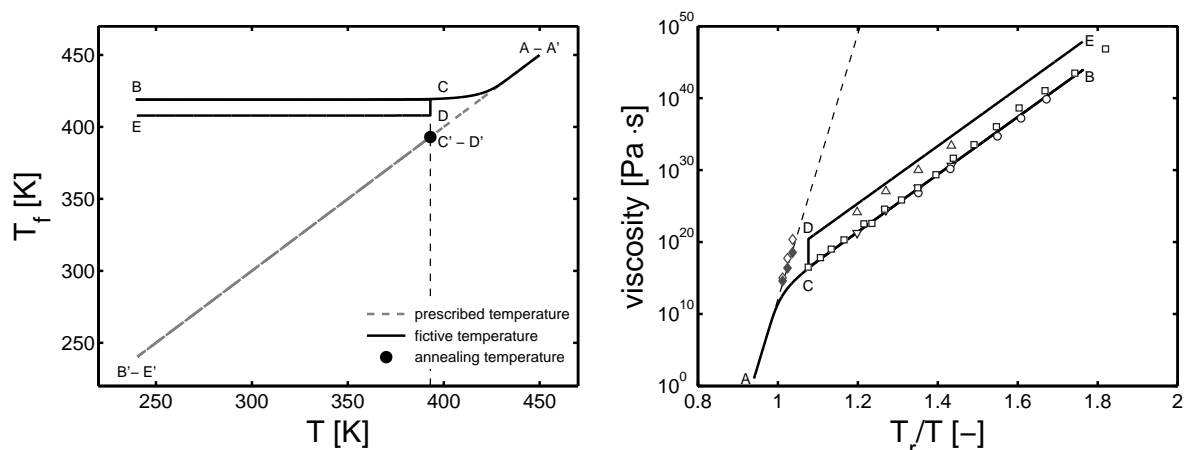 A − A'
450
B
C
400
E
D
C' − D'
350
T_f [K]
300
prescribed temperature
fictive temperature
annealing temperature
250
B'− E'
250
300
350
400
450
T [K]
10^50
E
10^40
B
10^30
viscosity [Pa ·s]
10^20
D
C
10^10
10^0
A
0.8
1
1.2
1.4
1.6
1.8
2
T_r/T [−]